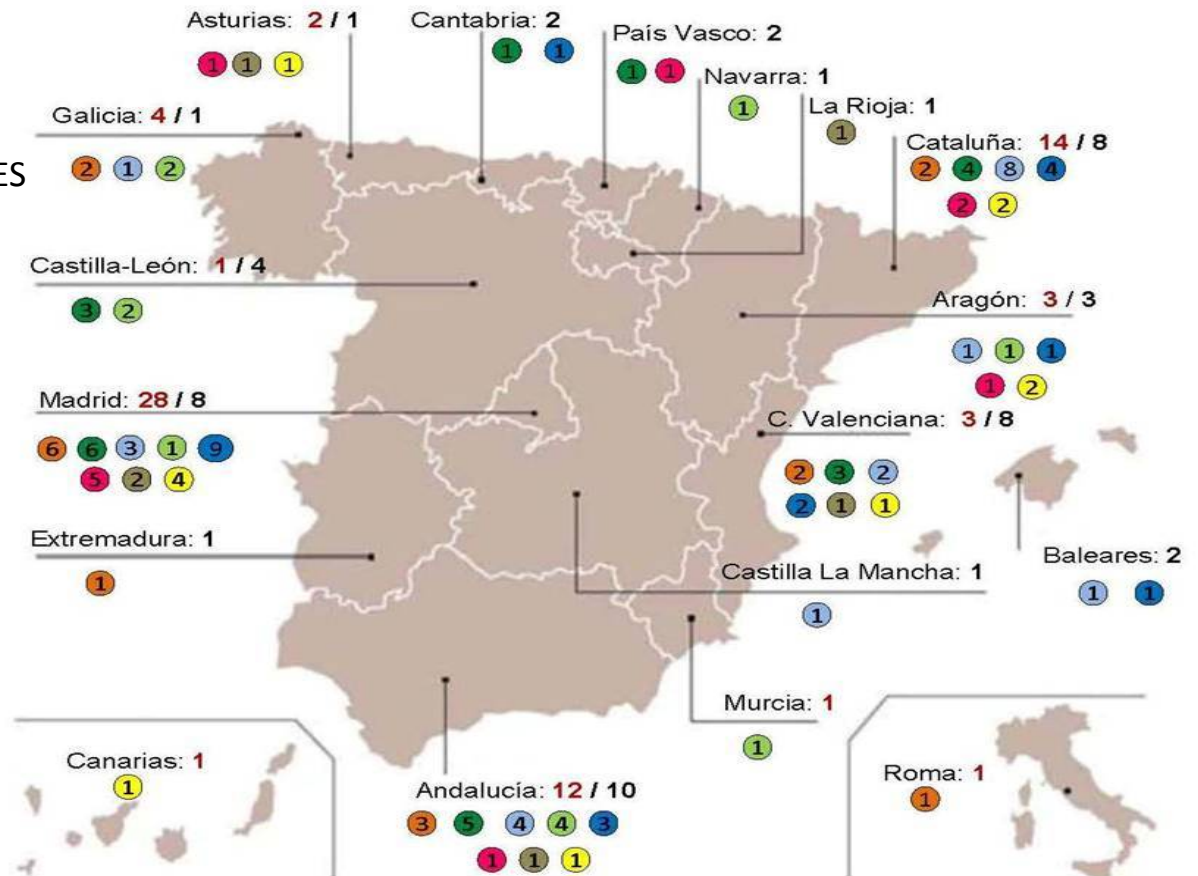 Asturias: 2 / 1
1 1 1
Cantabria: 2
1 1
País Vasco: 2
1 1
Navarra: 1
1
La Rioja: 1
1
Galicia: 4 / 1
2 1 2
ES
Cataluña: 14 / 8
2 4 8 4
2 2
Castilla-León: 1 / 4
3 2
Aragón: 3 / 3
1 1 1
1 2
Madrid: 28 / 8
6 6 3 1 9
5 2 4
C. Valenciana: 3 / 8
2 3 2
2 1 1
Extremadura: 1
1
Castilla La Mancha: 1
1
Baleares: 2
1 1
Murcia: 1
1
Canarias: 1
1
Andalucía: 12 / 10
3 5 4 4 3
1 1 1
Roma: 1
1